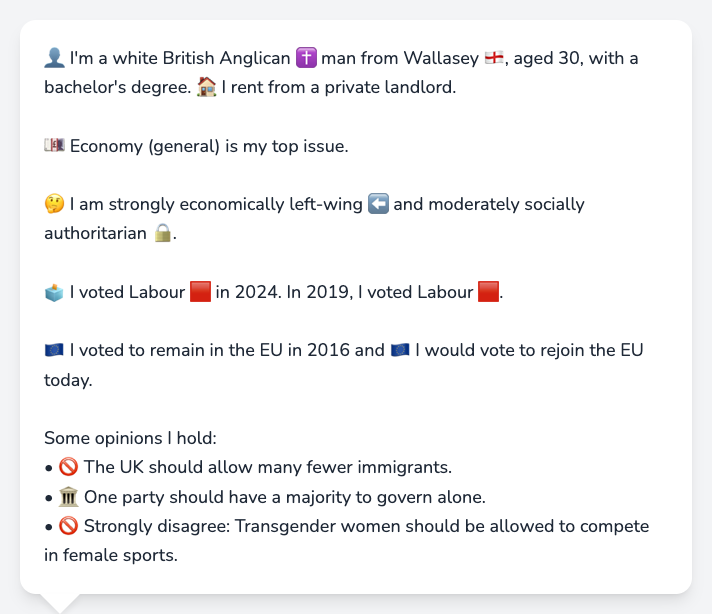 👤 I'm a white British Anglican ✝️ man from Wallasey 🏴󠁧󠁢󠁥󠁮󠁧󠁿, aged 30, with a
bachelor's degree. 🏠 I rent from a private landlord.
💷 Economy (general) is my top issue.
🤔 I am strongly economically left-wing ⬅️ and moderately socially
authoritarian 🔒.
🗳️ I voted Labour 🟥 in 2024. In 2019, I voted Labour 🟥.
🇪🇺 I voted to remain in the EU in 2016 and 🇪🇺 I would vote to rejoin the EU
today.
Some opinions I hold:
• 🚫 The UK should allow many fewer immigrants.
• 🏛️ One party should have a majority to govern alone.
• 🚫 Strongly disagree: Transgender women should be allowed to compete
in female sports.